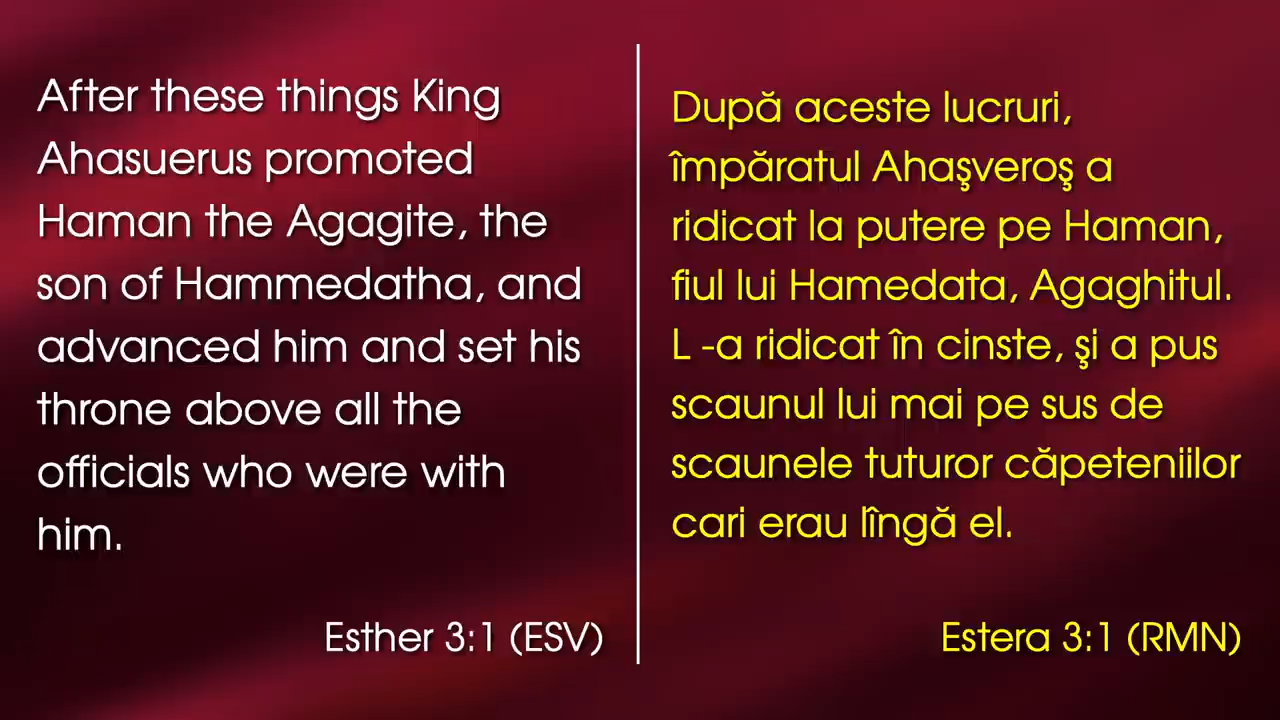 After these things King
Ahasuerus promoted
Haman the Agagite, the
son of Hammedatha, and
advanced him and set his
throne above all the
officials who were with
him.
Esther 3:1 (ESV)
După aceste lucruri,
împăratul Ahaşveroş a
ridicat la putere pe Haman,
fiul lui Hamedata, Agaghitul.
L -a ridicat în cinste, şi a pus
scaunul lui mai pe sus de
scaunele tuturor căpeteniilor
cari erau lîngă el.
Estera 3:1 (RMN)